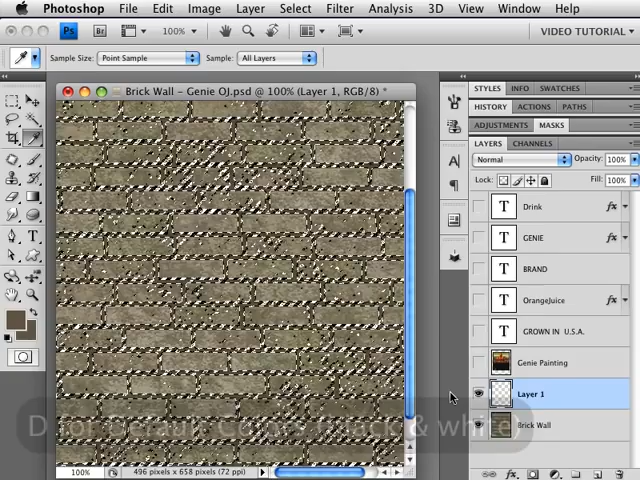 Photoshop File Edit Image Layer Select Filter Analysis 3D View Window Help
Ps Br 100% VIDEO TUTORIAL
Sample Size: Point Sample Sample: All Layers
Brick Wall - Genie OJ.psd @ 100% (Layer 1, RGB/8) *
STYLES INFO SWATCHES
HISTORY ACTIONS PATHS
ADJUSTMENTS MASKS
LAYERS CHANNELS
Normal Opacity: 100%
Lock: Fill: 100%
T Drink fx
T GENIE fx
T BRAND
T OrangeJuice fx
T GROWN IN U.S.A.
Genie Painting
Layer 1
Brick Wall
D for Default Colors (black & white)
100% 496 pixels x 658 pixels (72 ppi)